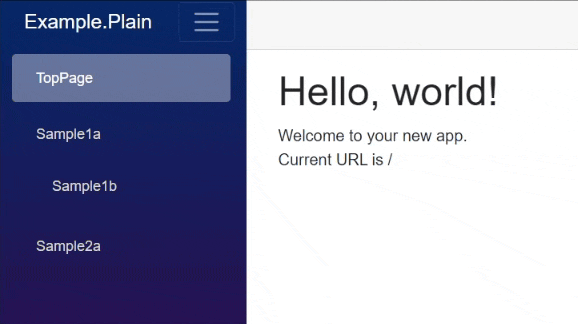 Example.Plain
TopPage
Sample1a
Sample1b
Sample2a
Hello, world!
Welcome to your new app.
Current URL is /